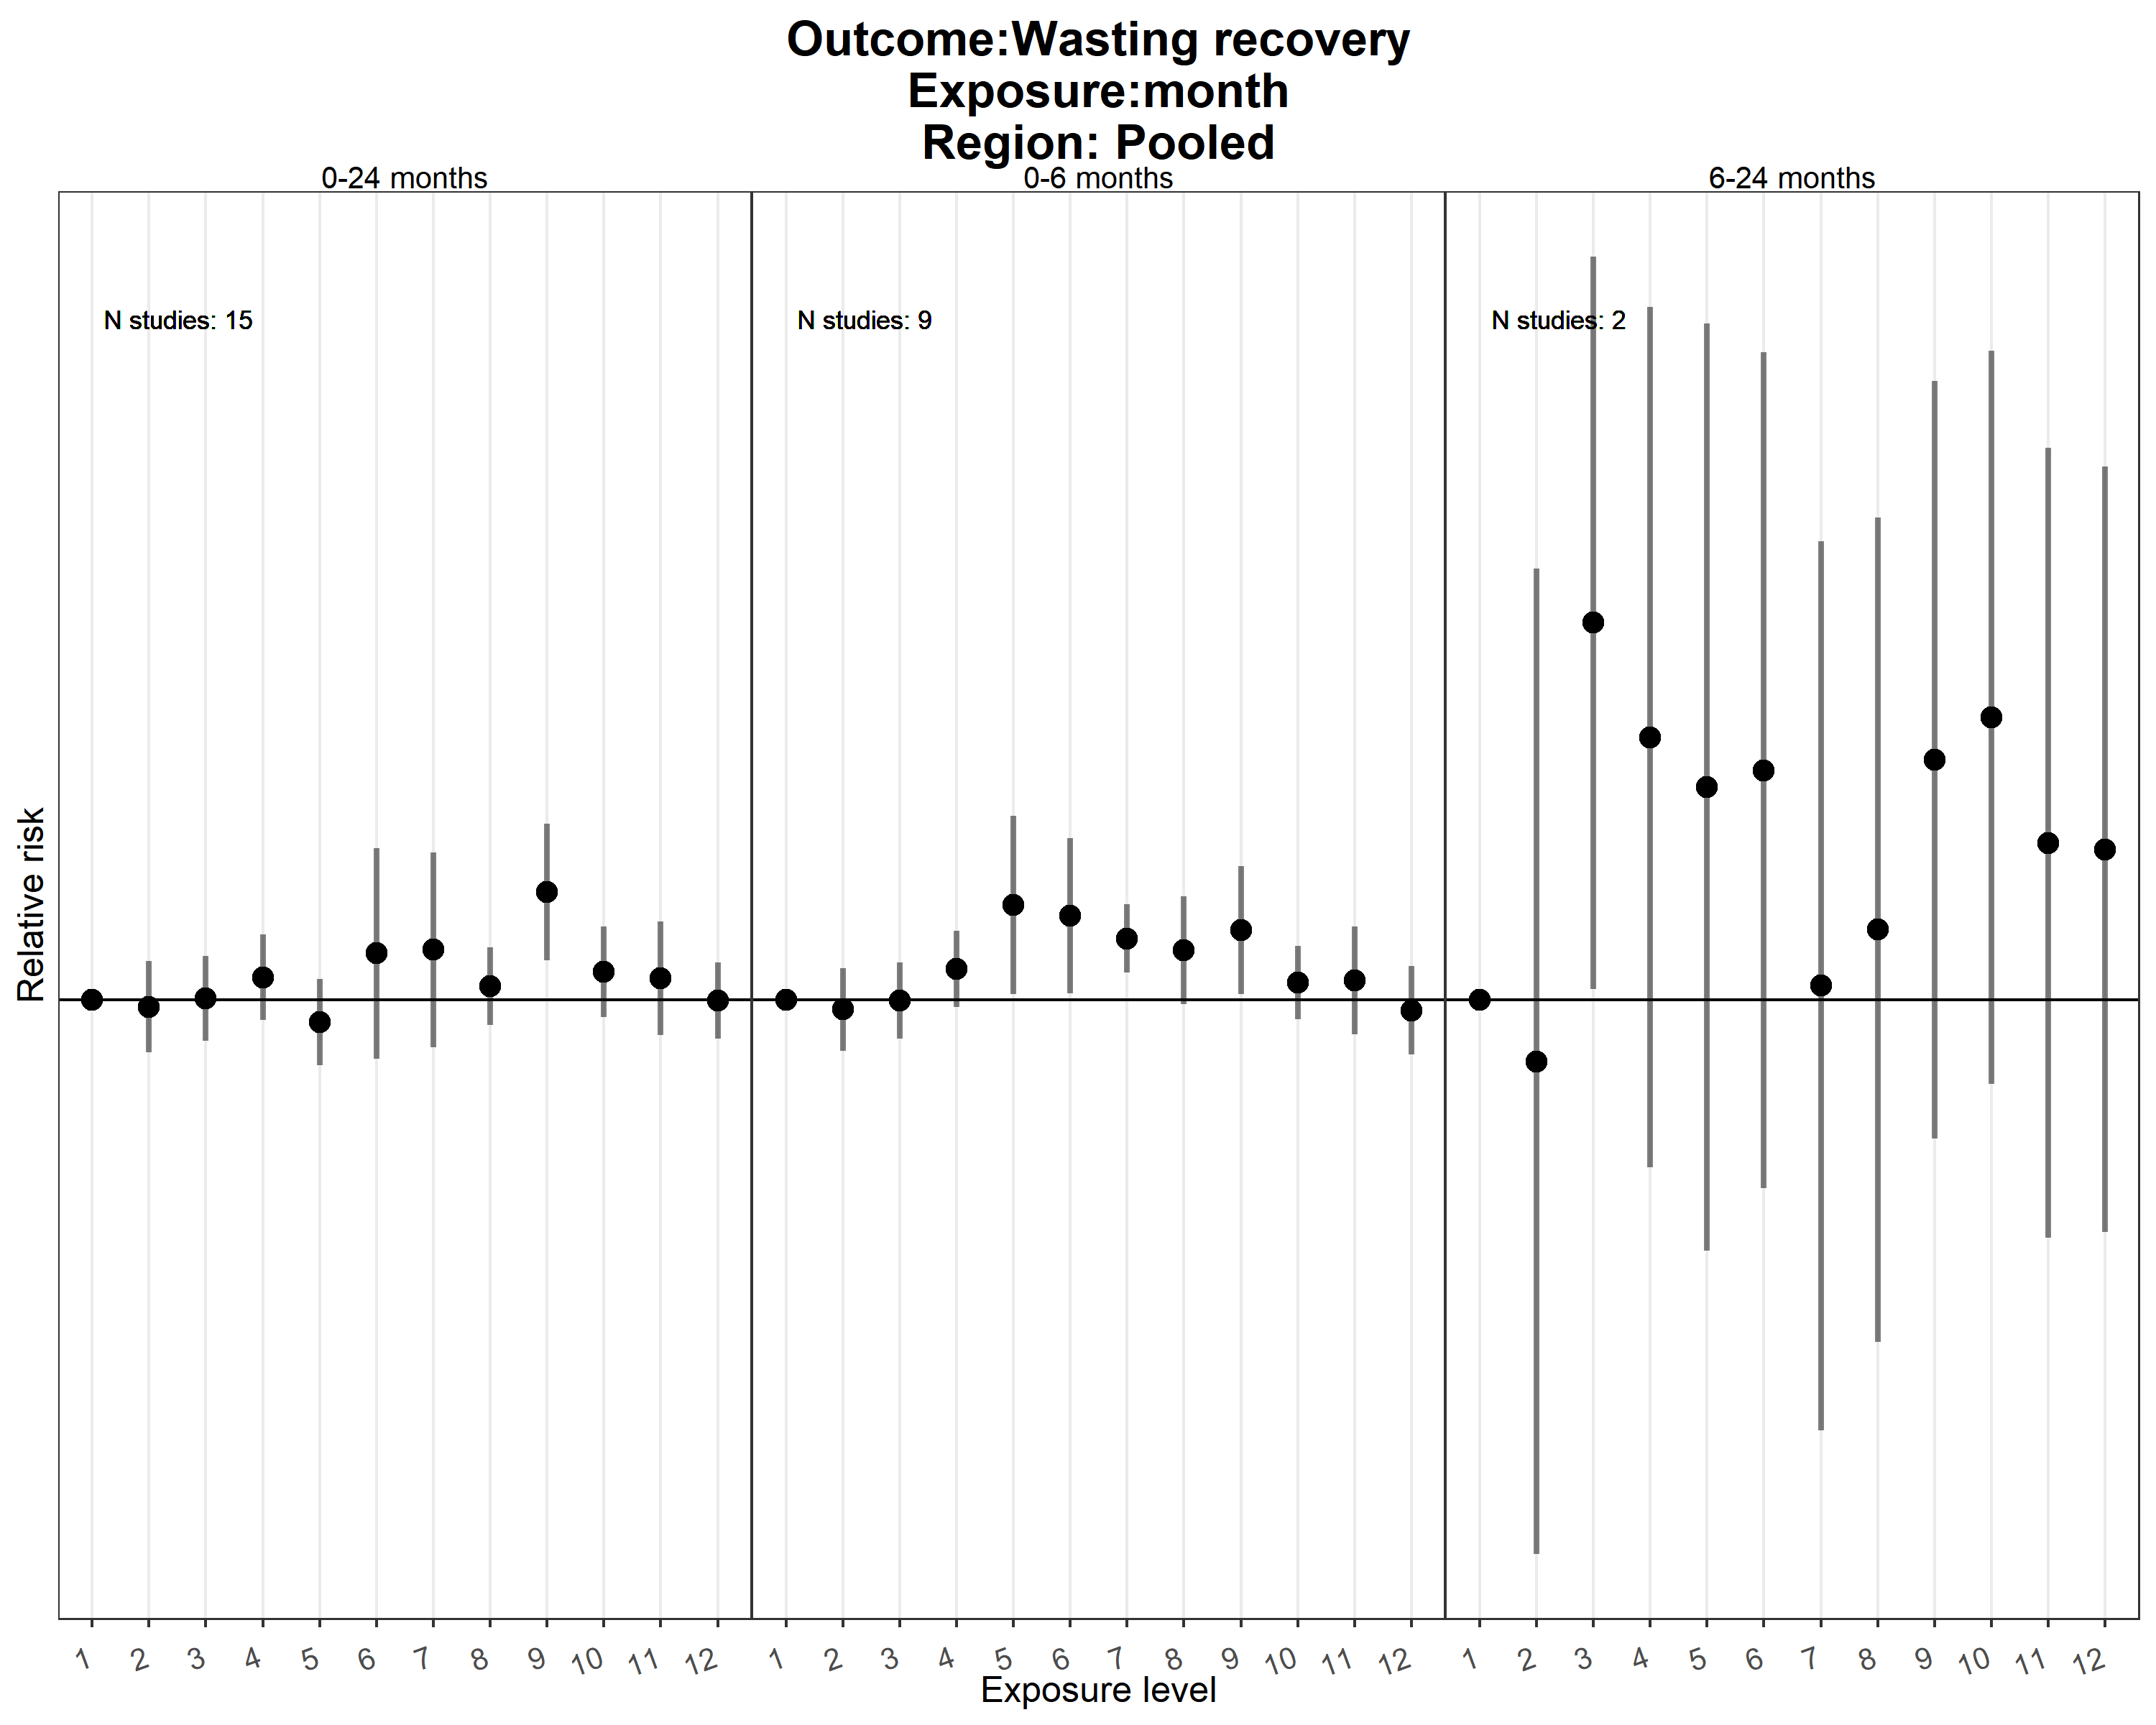 Outcome:Wasting recovery
Exposure:month
Region: Pooled
0-24 months
0-6 months
6-24 months
N studies: 15
N studies: 9
N studies: 2
Relative risk
1 2 3 4 5 6 7 8 9 10 11 12 1 2 3 4 5 6 7 8 9 10 11 12 1 2 3 4 5 6 7 8 9 10 11 12
Exposure level